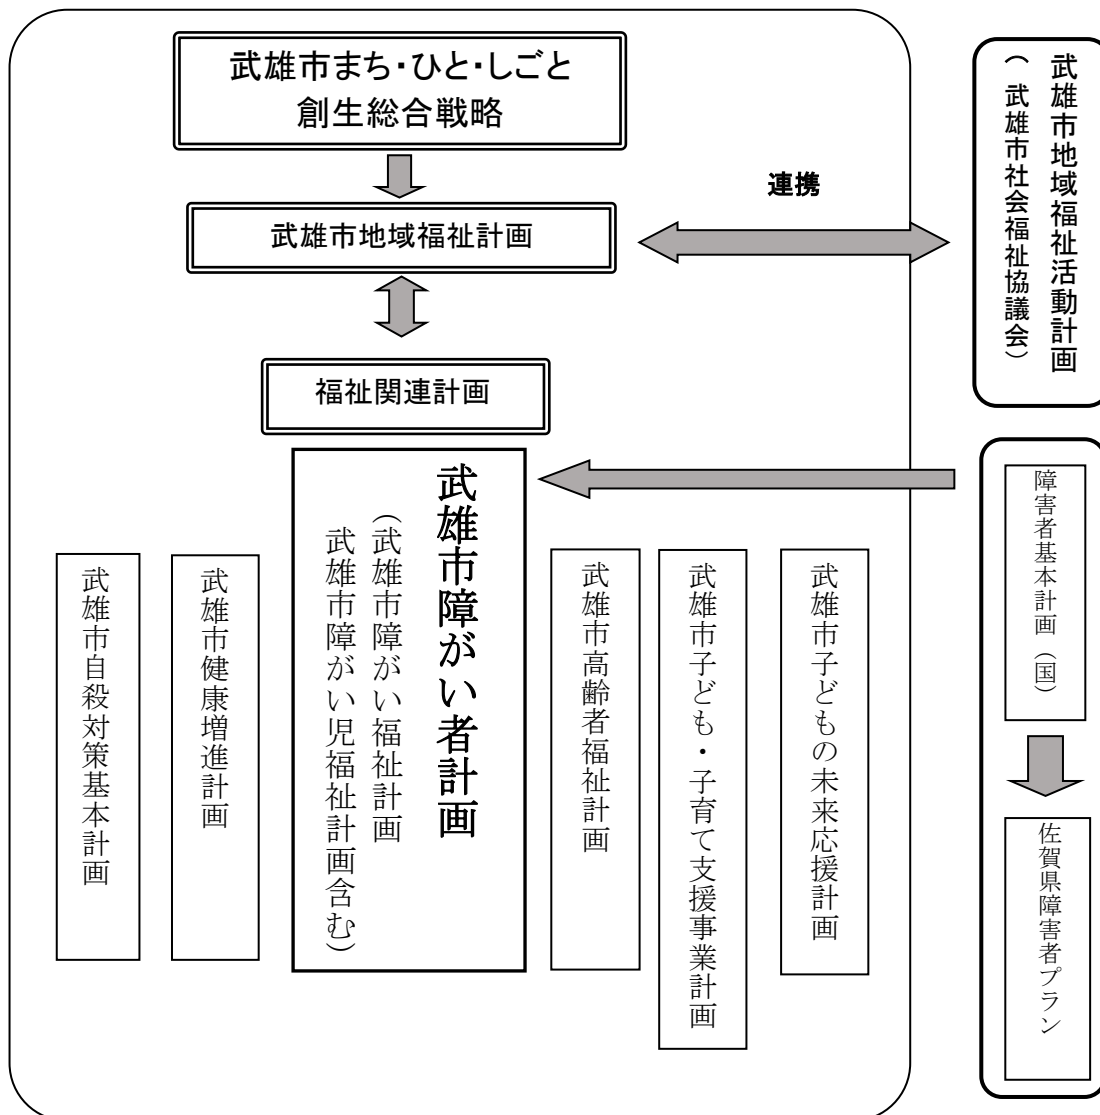 武雄市まち・ひと・しごと
創生総合戦略
武雄市地域福祉計画
連携
武雄市地域福祉活動計画
（武雄市社会福祉協議会）
福祉関連計画
障害者基本計画（国）
佐賀県障害者プラン
武雄市子どもの未来応援計画
武雄市子ども・子育て支援事業計画
武雄市高齢者福祉計画
武雄市障がい者計画
（武雄市障がい福祉計画
武雄市障がい児福祉計画含む）
武雄市健康増進計画
武雄市自殺対策基本計画